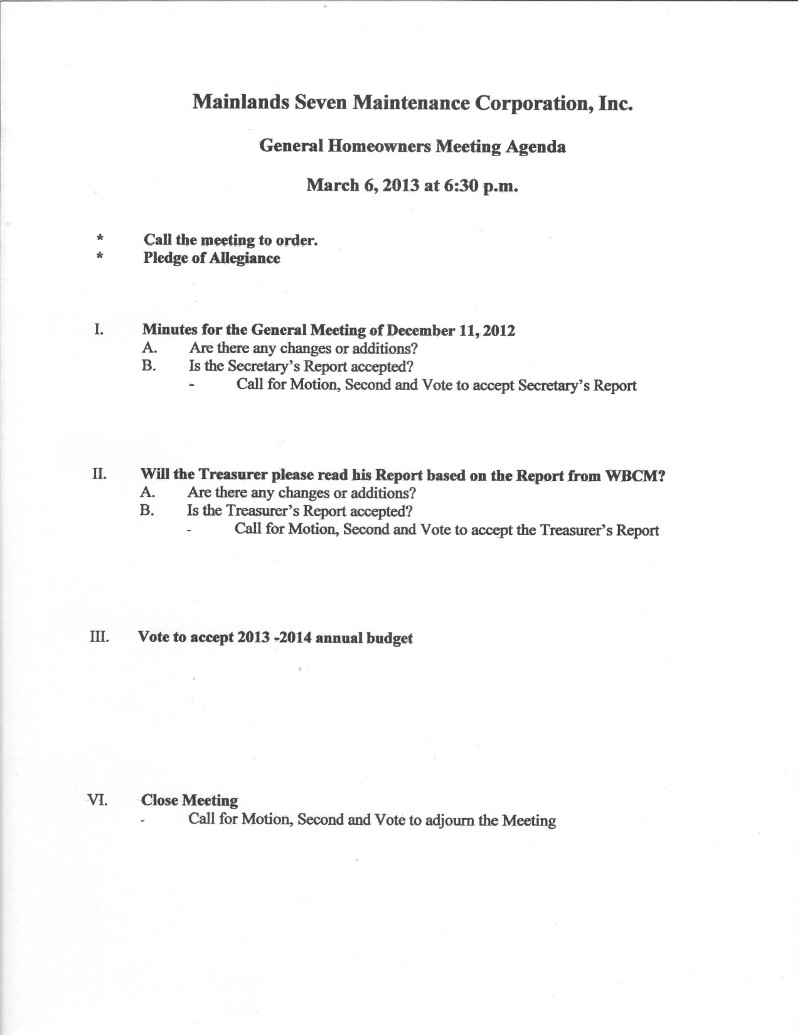 Mainlands Seven Maintenance Corporation, Inc.
General Homeowners Meeting Agenda
March 6, 2013 at 6:30 p.m.
* Call the meeting to order.
* Pledge of Allegiance
I. Minutes for the General Meeting of December 11, 2012
A. Are there any changes or additions?
B. Is the Secretary's Report accepted?
- Call for Motion, Second and Vote to accept Secretary's Report
II. Will the Treasurer please read his Report based on the Report from WBCM?
A. Are there any changes or additions?
B. Is the Treasurer's Report accepted?
- Call for Motion, Second and Vote to accept the Treasurer's Report
III. Vote to accept 2013 -2014 annual budget
VI. Close Meeting
- Call for Motion, Second and Vote to adjourn the Meeting